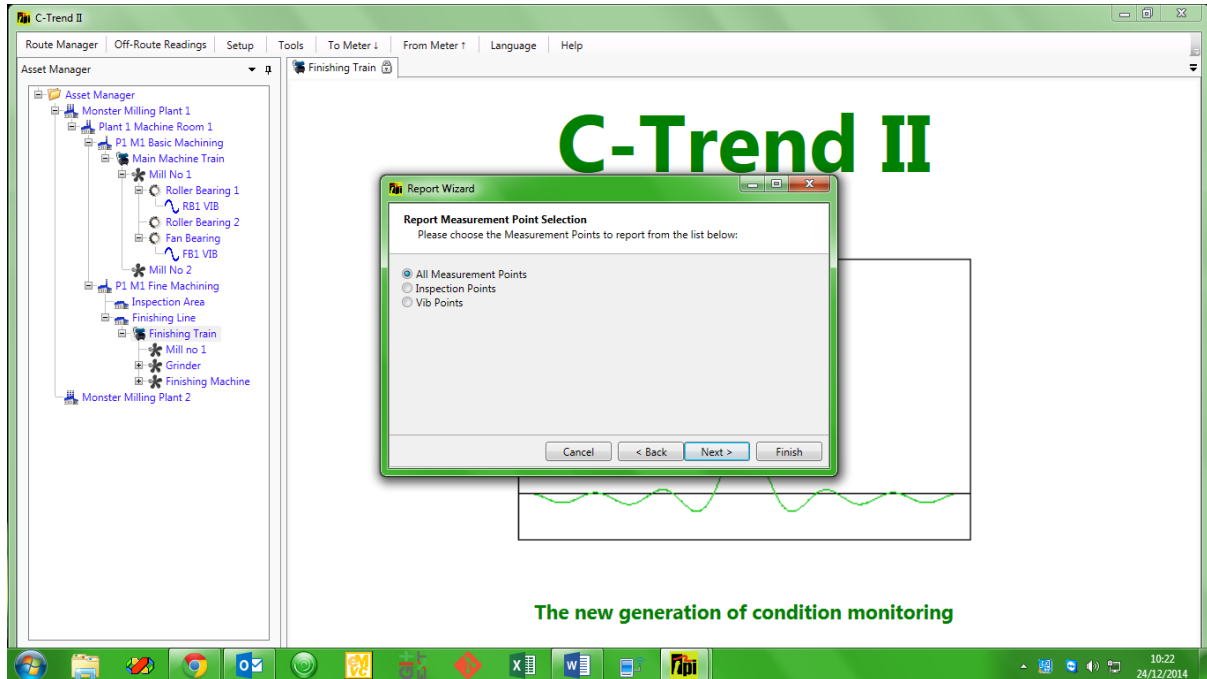 C-Trend II
Route Manager Off-Route Readings Setup Tools To Meter ↓ From Meter ↑ Language Help
Asset Manager
Finishing Train
Asset Manager
Monster Milling Plant 1
Plant 1 Machine Room 1
P1 M1 Basic Machining
Main Machine Train
Mill No 1
Roller Bearing 1
RB1 VIB
Roller Bearing 2
Fan Bearing
FB1 VIB
Mill No 2
P1 M1 Fine Machining
Inspection Area
Finishing Line
Finishing Train
Mill no 1
Grinder
Finishing Machine
Monster Milling Plant 2
C-Trend II
Report Wizard
Report Measurement Point Selection
Please choose the Measurement Points to report from the list below:
All Measurement Points
Inspection Points
Vib Points
Cancel < Back Next > Finish
The new generation of condition monitoring
10:22
24/12/2014